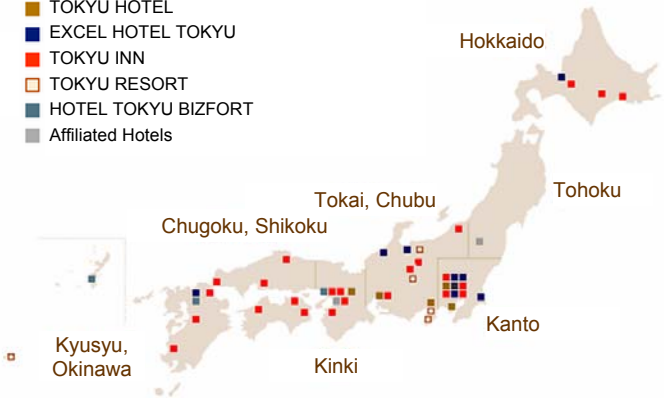 TOKYU HOTEL
EXCEL HOTEL TOKYU
TOKYU INN
TOKYU RESORT
HOTEL TOKYU BIZFORT
Affiliated Hotels
Hokkaido
Tohoku
Tokai, Chubu
Chugoku, Shikoku
Kanto
Kyusyu,
Okinawa
Kinki